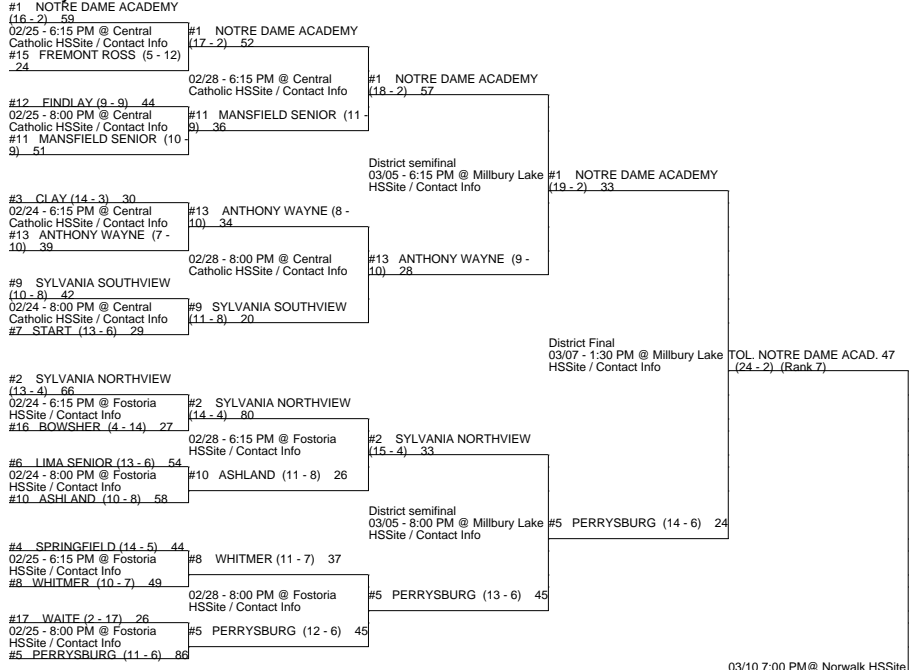 #1 NOTRE DAME ACADEMY
(16 - 2) 59
02/25 - 6:15 PM @ Central
Catholic HSSite / Contact Info
#15 FREMONT ROSS (5 - 12)
24
#12 FINDLAY (9 - 9) 44
02/25 - 8:00 PM @ Central
Catholic HSSite / Contact Info
#11 MANSFIELD SENIOR (10 -
9) 51
#3 CLAY (14 - 3) 30
02/24 - 6:15 PM @ Central
Catholic HSSite / Contact Info
#13 ANTHONY WAYNE (7 -
10) 39
#9 SYLVANIA SOUTHVIEW
(10 - 8) 42
02/24 - 8:00 PM @ Central
Catholic HSSite / Contact Info
#7 START (13 - 6) 29
#2 SYLVANIA NORTHVIEW
(13 - 4) 66
02/24 - 6:15 PM @ Fostoria
HSSite / Contact Info
#16 BOWSHER (4 - 14) 27
#6 LIMA SENIOR (13 - 6) 54
02/24 - 8:00 PM @ Fostoria
HSSite / Contact Info
#10 ASHLAND (10 - 8) 58
#4 SPRINGFIELD (14 - 5) 44
02/25 - 6:15 PM @ Fostoria
HSSite / Contact Info
#8 WHITMER (10 - 7) 49
#17 WAITE (2 - 17) 26
02/25 - 8:00 PM @ Fostoria
HSSite / Contact Info
#5 PERRYSBURG (11 - 6) 86
#1 NOTRE DAME ACADEMY
(17 - 2) 52
02/28 - 6:15 PM @ Central
Catholic HSSite / Contact Info
#11 MANSFIELD SENIOR (11 -
9) 36
#13 ANTHONY WAYNE (8 -
10) 34
02/28 - 8:00 PM @ Central
Catholic HSSite / Contact Info
#9 SYLVANIA SOUTHVIEW
(11 - 8) 20
#2 SYLVANIA NORTHVIEW
(14 - 4) 80
02/28 - 6:15 PM @ Fostoria
HSSite / Contact Info
#10 ASHLAND (11 - 8) 26
#8 WHITMER (11 - 7) 37
02/28 - 8:00 PM @ Fostoria
HSSite / Contact Info
#5 PERRYSBURG (12 - 6) 45
#1 NOTRE DAME ACADEMY
(18 - 2) 57
District semifinal
03/05 - 6:15 PM @ Millbury Lake
HSSite / Contact Info
#13 ANTHONY WAYNE (9 -
10) 28
#2 SYLVANIA NORTHVIEW
(15 - 4) 33
District semifinal
03/05 - 8:00 PM @ Millbury Lake
HSSite / Contact Info
#5 PERRYSBURG (13 - 6) 45
#1 NOTRE DAME ACADEMY
(19 - 2) 33
District Final
03/07 - 1:30 PM @ Millbury Lake
HSSite / Contact Info
#5 PERRYSBURG (14 - 6) 24
TOL. NOTRE DAME ACAD. 47
(24 - 2) (Rank 7)
03/10 7:00 PM@ Norwalk HSSite